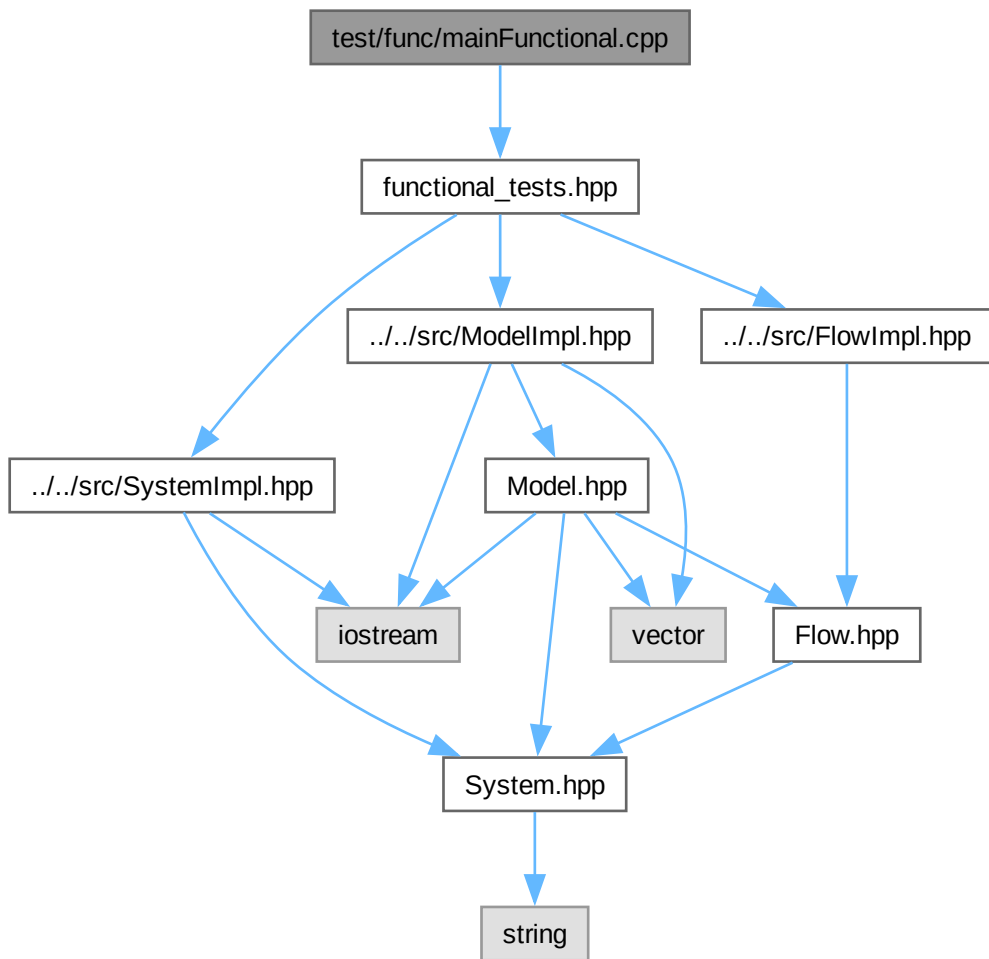 test/func/mainFunctional.cpp
functional_tests.hpp
../../src/ModelImpl.hpp
../../src/FlowImpl.hpp
../../src/SystemImpl.hpp
Model.hpp
iostream
vector
Flow.hpp
System.hpp
string